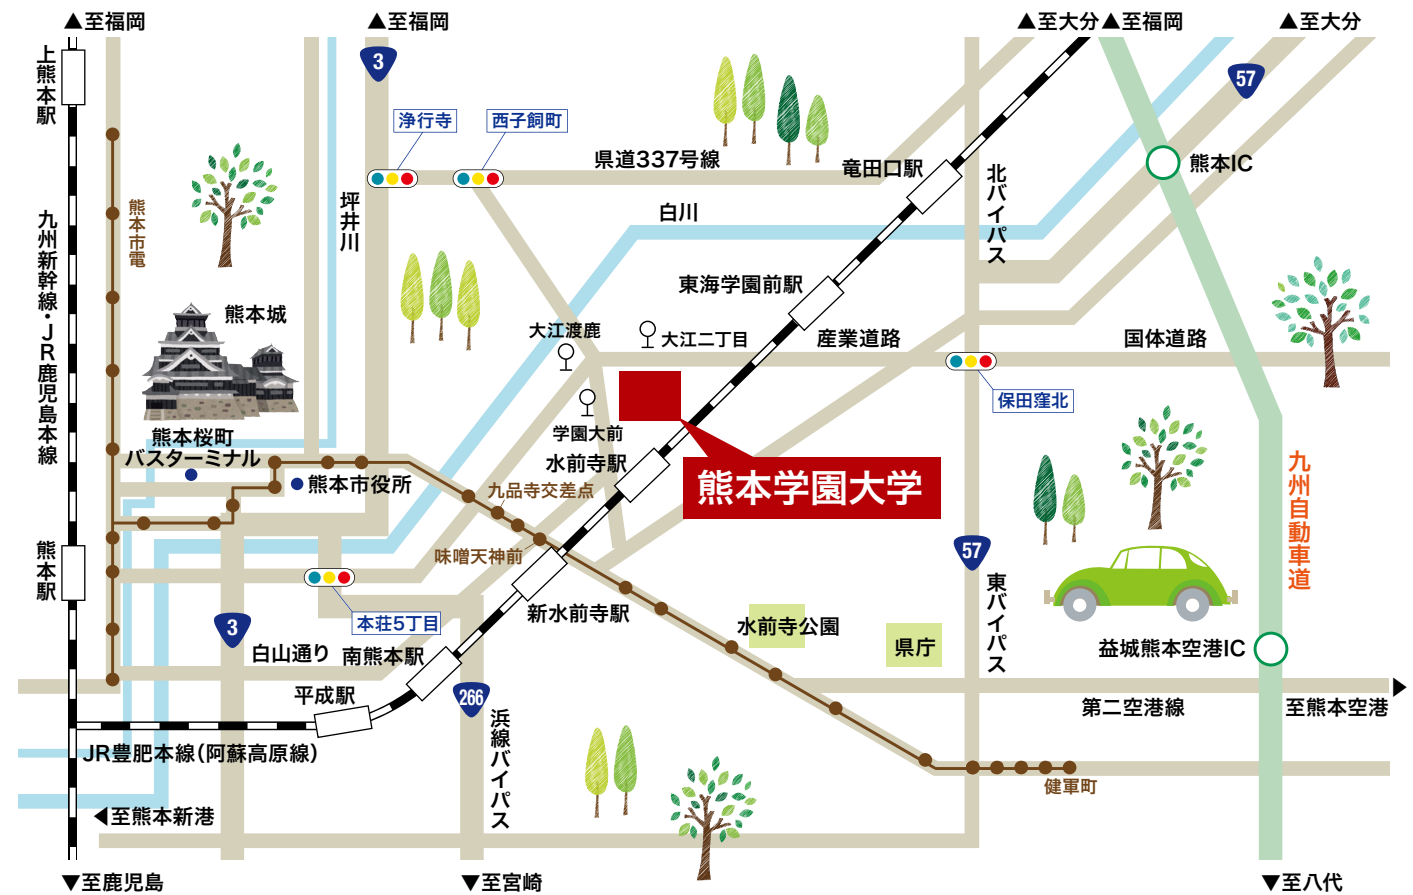 ▲至福岡
▲至福岡
▲至大分
▲至福岡
▲至大分
上熊本駅
3
57
浄行寺
西子飼町
県道337号線
竜田口駅
熊本IC
北バイパス
坪井川
白川
熊本市電
九州新幹線・JR鹿児島本線
東海学園前駅
熊本城
大江渡鹿
大江二丁目
産業道路
国体道路
保田窪北
学園大前
熊本桜町
バスターミナル
水前寺駅
熊本市役所
九品寺交差点
熊本学園大学
九州自動車道
味噌天神前
57
熊本駅
東バイパス
新水前寺駅
本荘5丁目
3
水前寺公園
県庁
益城熊本空港IC
白山通り
南熊本駅
平成駅
266
第二空港線
至熊本空港▶
浜線バイパス
JR豊肥本線(阿蘇高原線)
健軍町
◀至熊本新港
▼至鹿児島
▼至宮崎
▼至八代